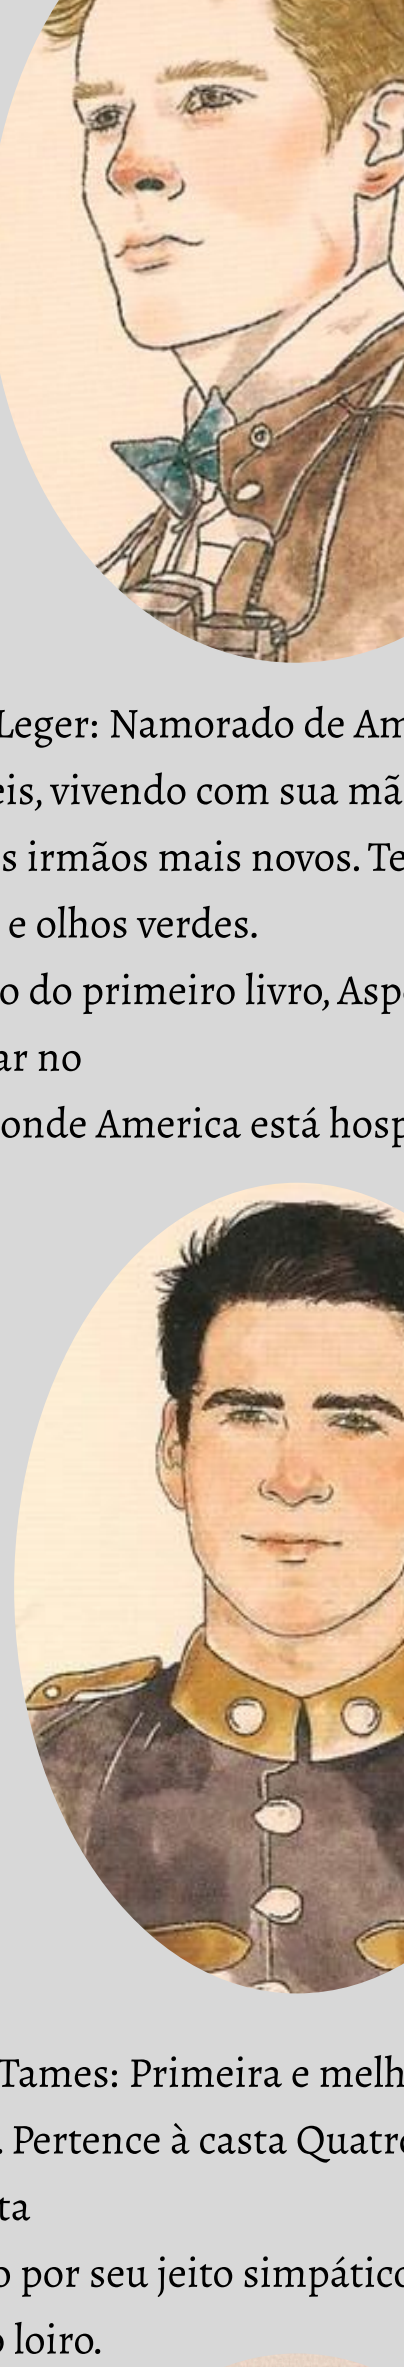 Leger: Namorado de Am
eis, vivendo com sua mã
s irmãos mais novos. Te
e olhos verdes.
o do primeiro livro, Asp
ar no
onde America está hosp
Tames: Primeira e melh
. Pertence à casta Quatr
ta
o por seu jeito simpático
o loiro.